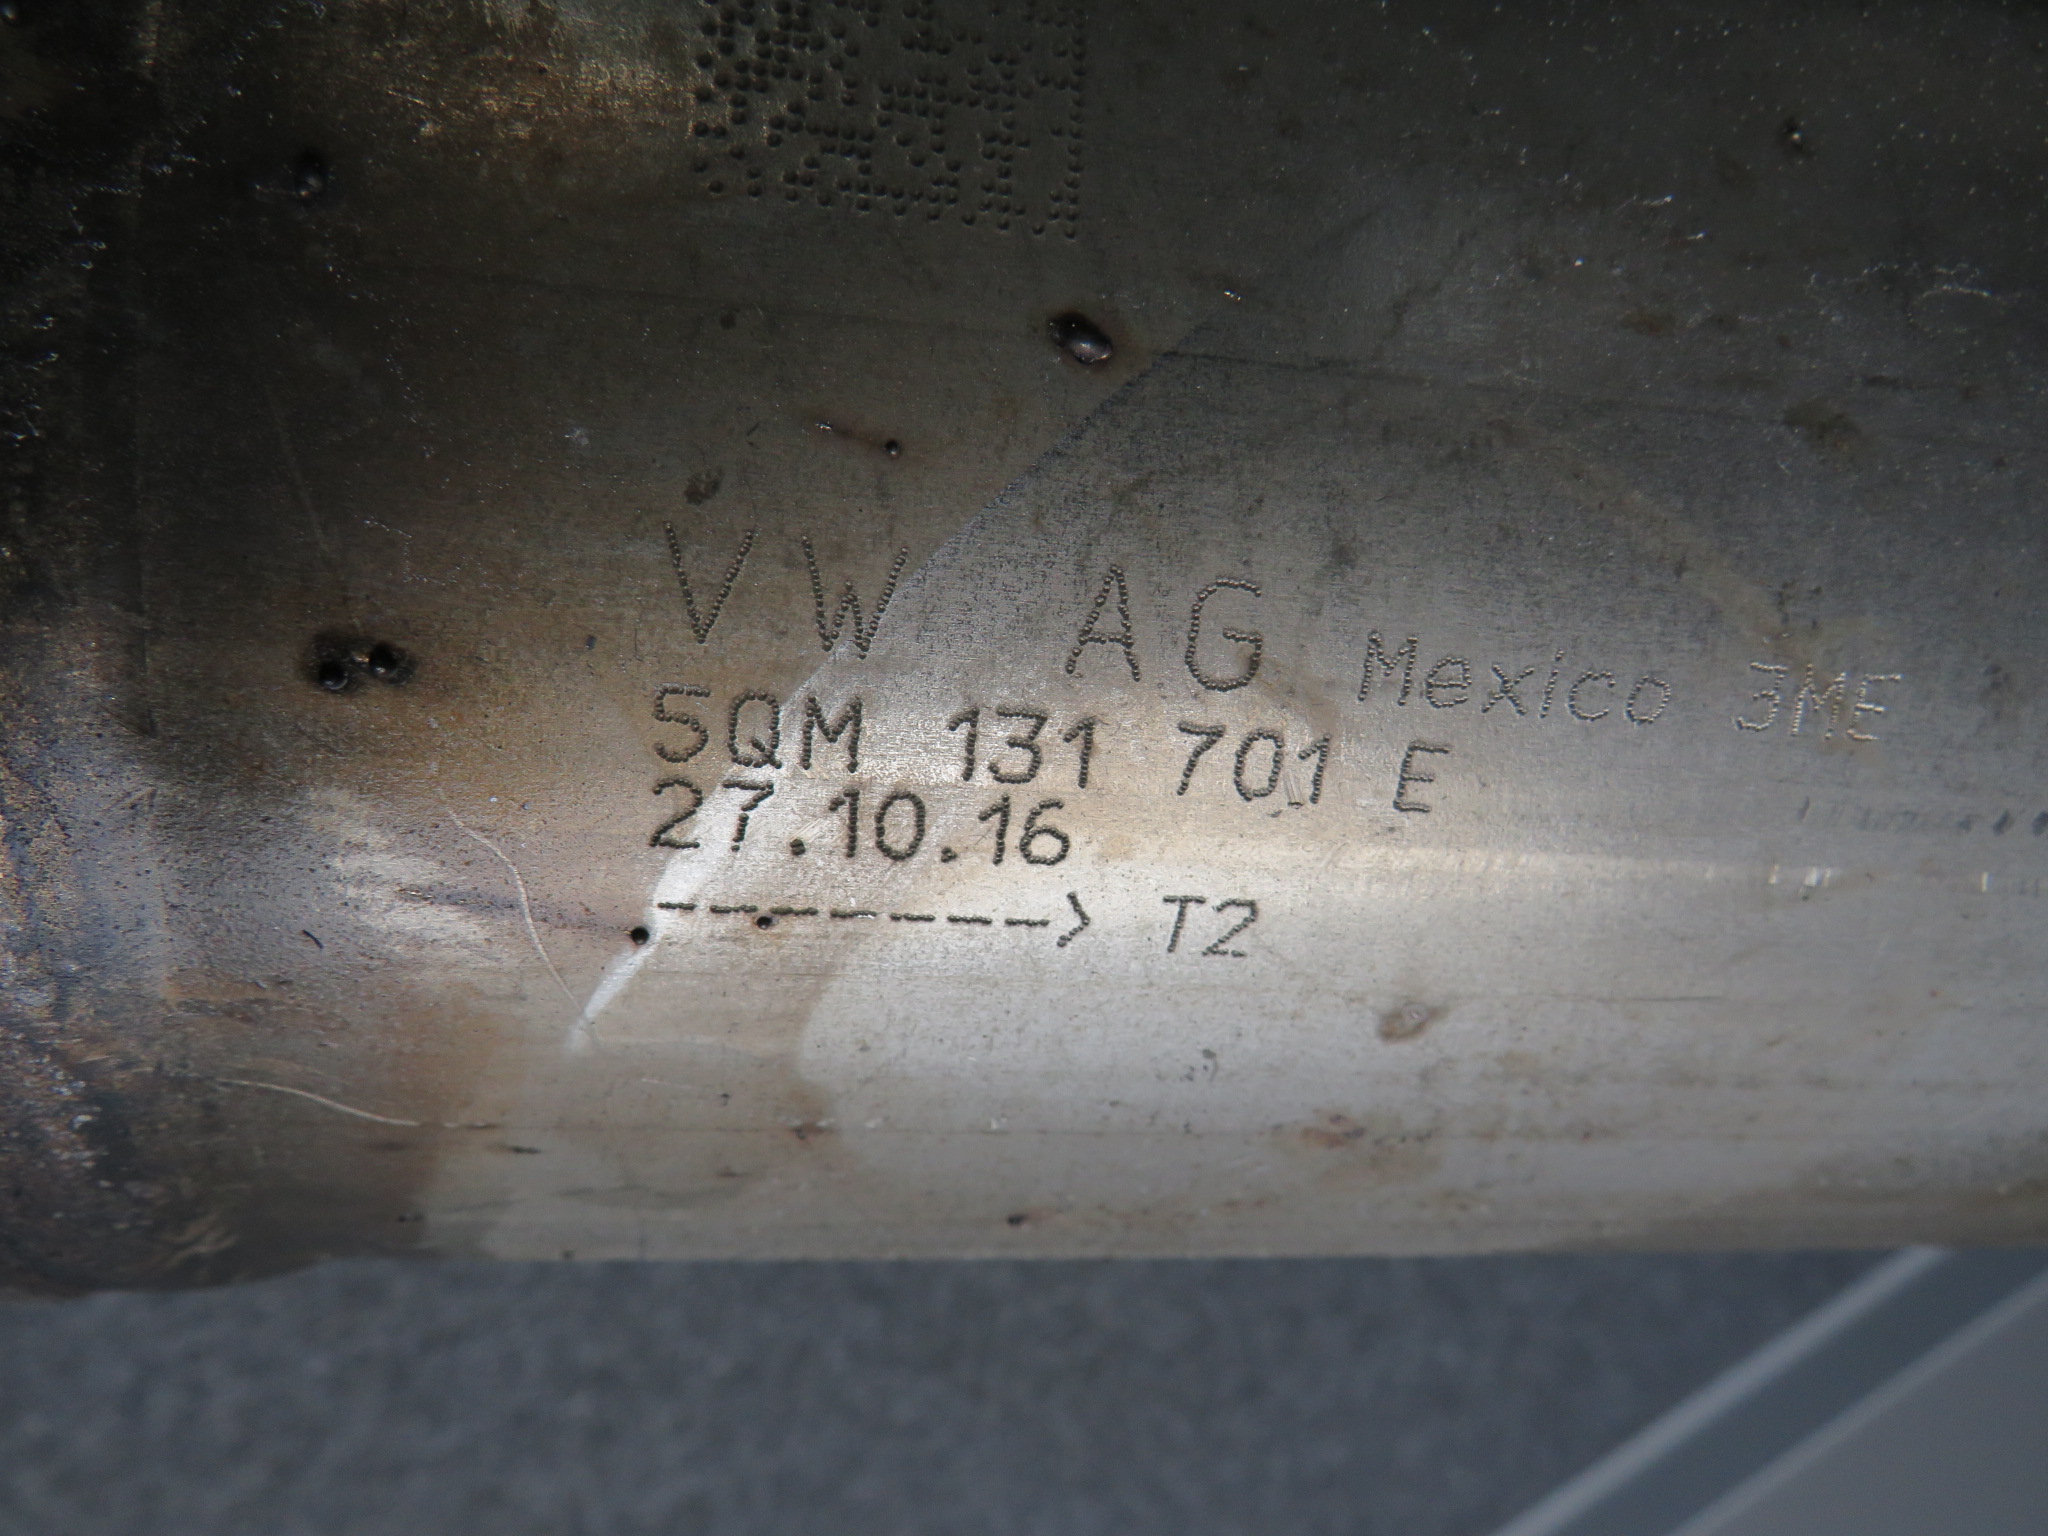 VW AG Mexico 3ME
5QM 131 701 E
27.10.16
-------> T2